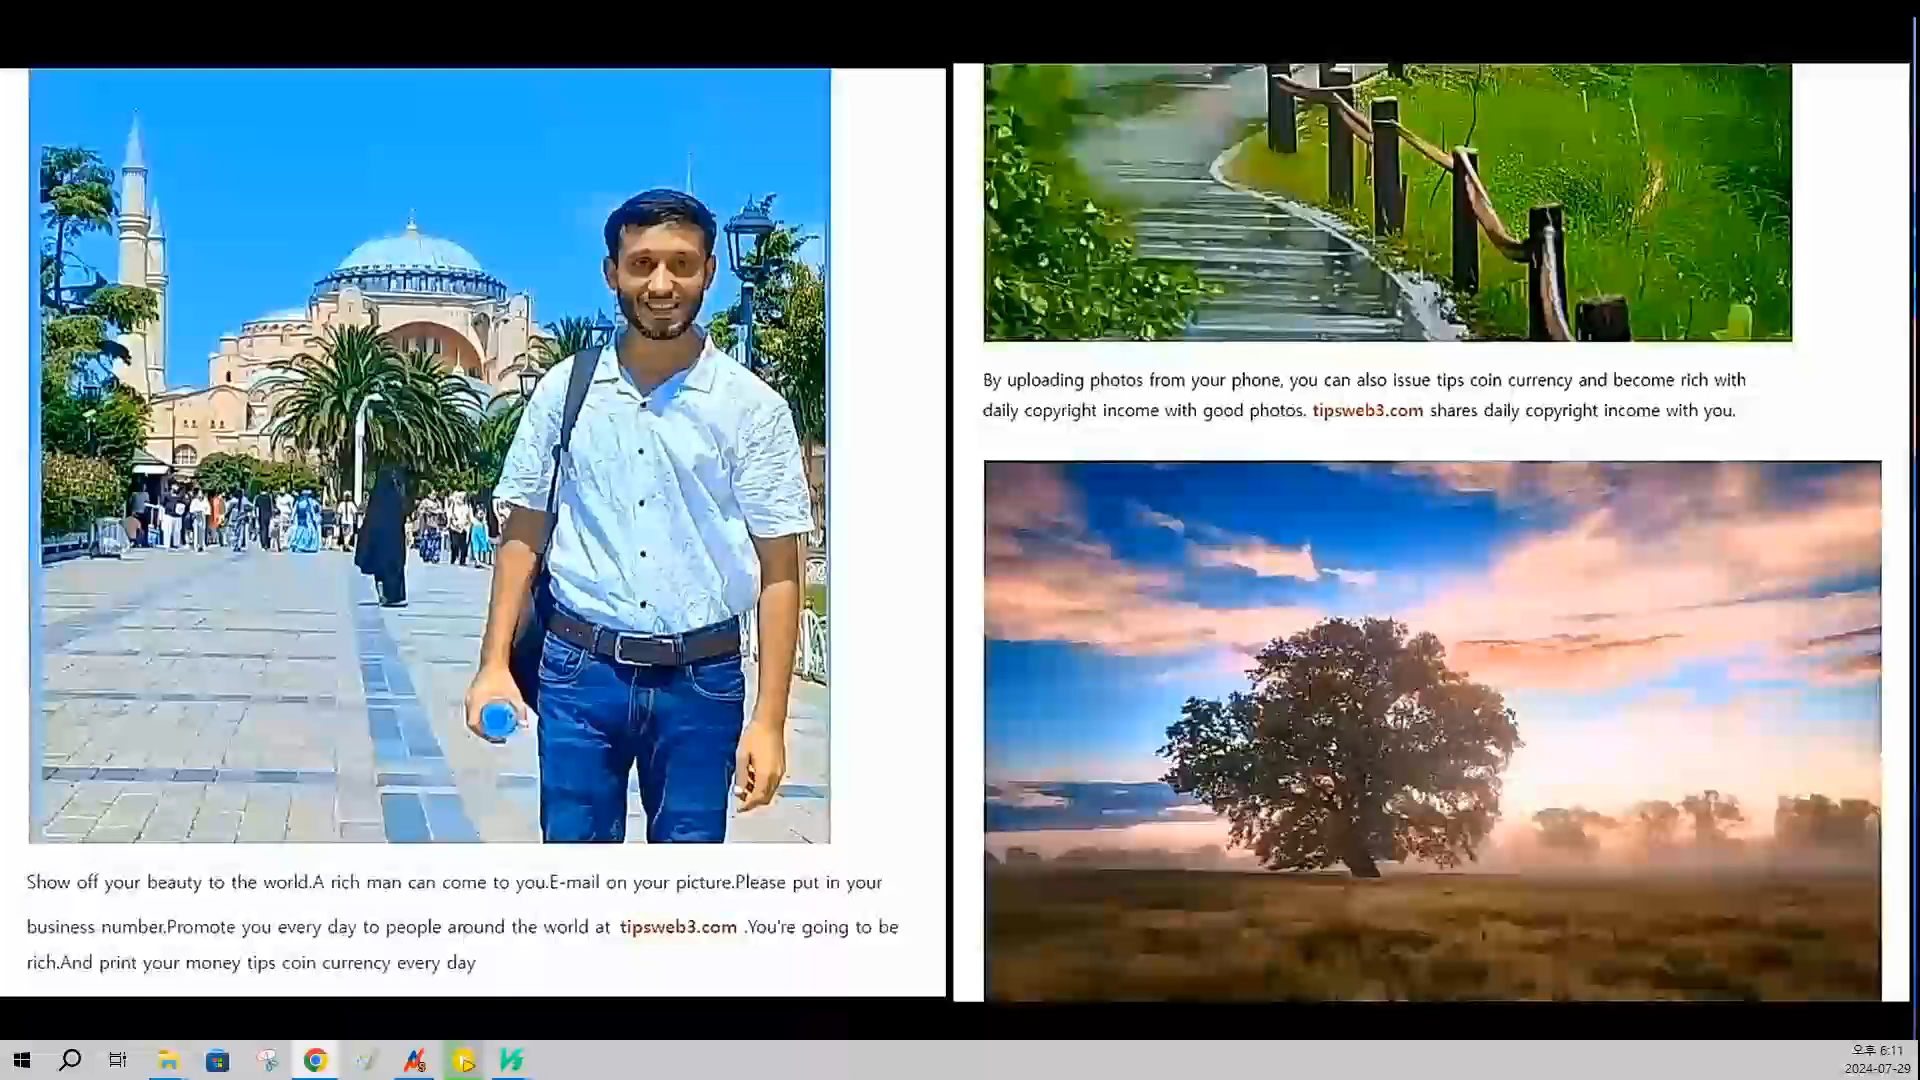 Show off your beauty to the world.A rich man can come to you.E-mail on your picture.Please put in your
business number.Promote you every day to people around the world at tipsweb3.com .You're going to be
rich.And print your money tips coin currency every day
By uploading photos from your phone, you can also issue tips coin currency and become rich with
daily copyright income with good photos. tipsweb3.com shares daily copyright income with you.
오후 6:11
2024-07-29